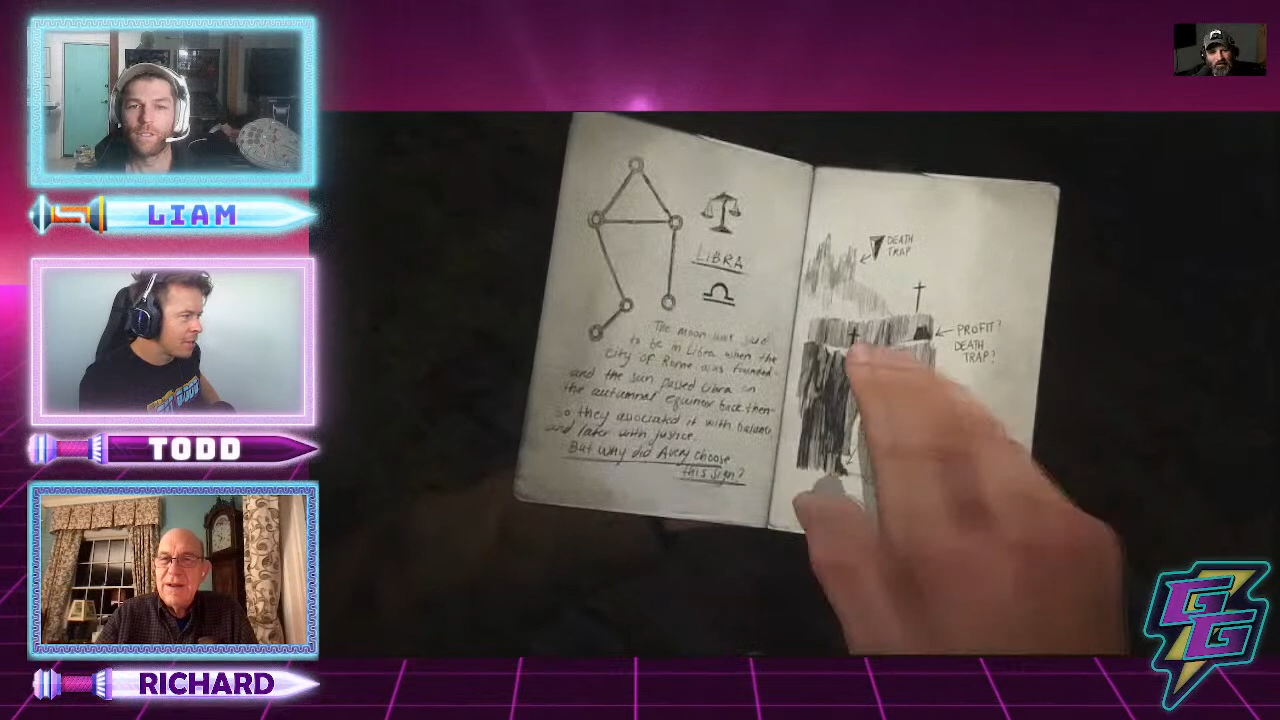 LIAM
TODD
RICHARD
LIBRA
The moon was said
to be in Libra when the
City of Rome was founded.
and the sun passed Libra on
the autumnal equinox back then-
so they associated it with balance
and later with justice.
But why did Avery choose
this sign?
DEATH
TRAP
PROFIT?
DEATH
TRAP?
GG